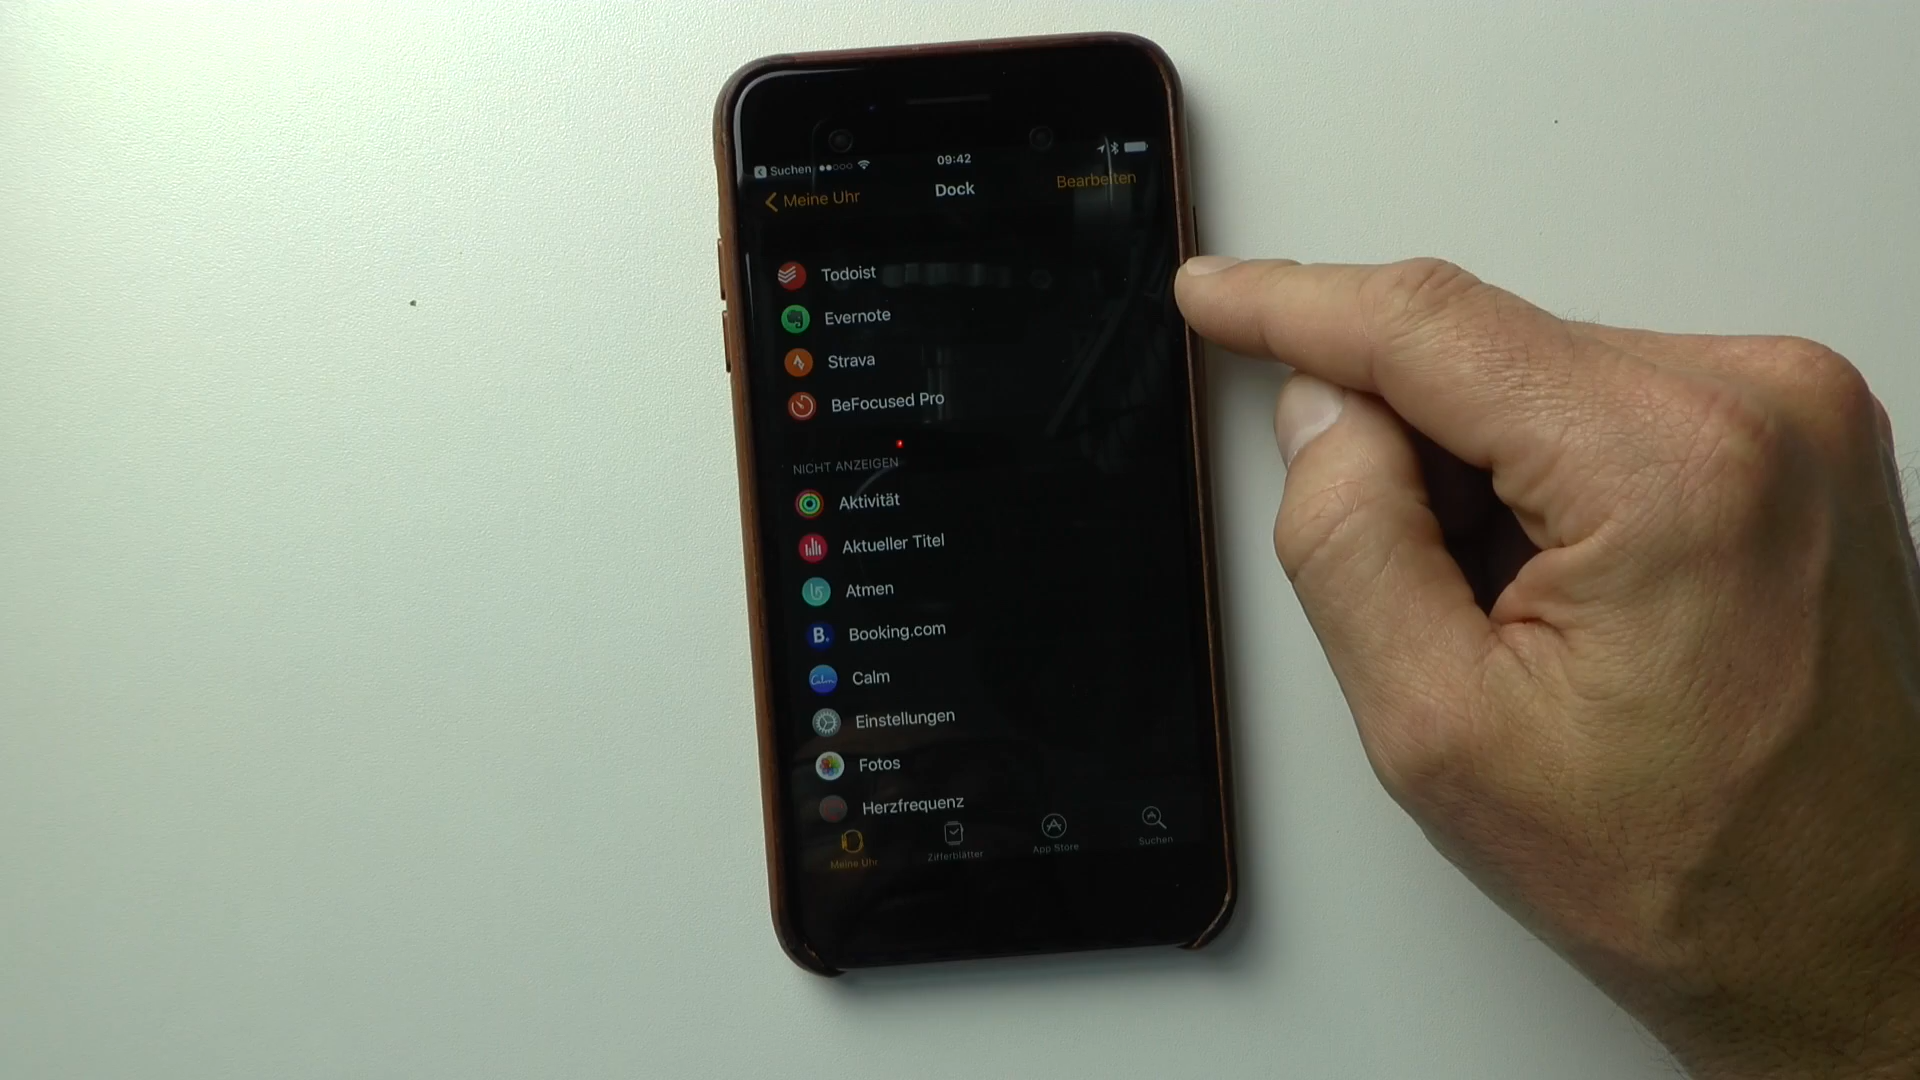 Suchen 09:42
Meine Uhr Dock Bearbeiten
Todoist
Evernote
Strava
BeFocused Pro
NICHT ANZEIGEN
Aktivität
Aktueller Titel
Atmen
B. Booking.com
Calm Calm
Einstellungen
Fotos
Herzfrequenz
Meine Uhr Zifferblätter App Store Suchen